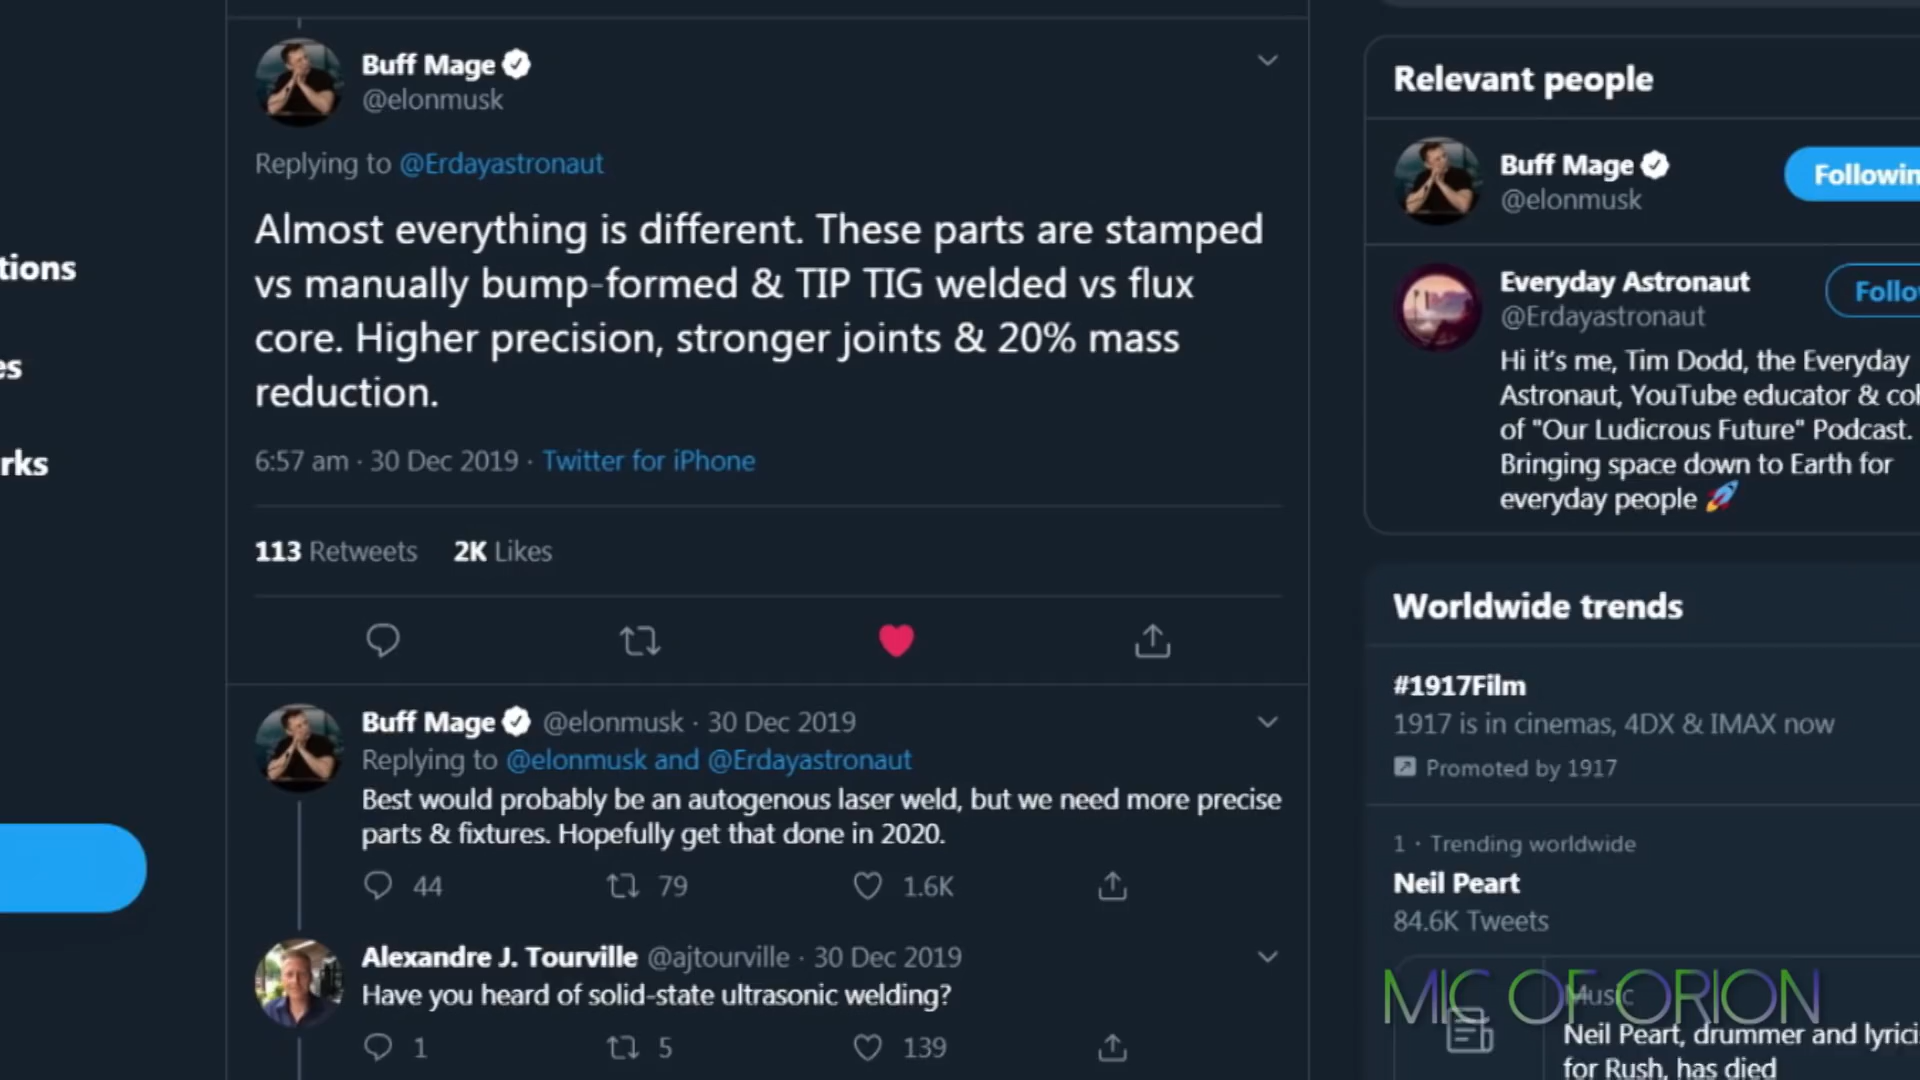 Buff Mage
@elonmusk
Replying to @Erdayastronaut
Almost everything is different. These parts are stamped
vs manually bump-formed & TIP TIG welded vs flux
core. Higher precision, stronger joints & 20% mass
reduction.
6:57 am · 30 Dec 2019 · Twitter for iPhone
113 Retweets 2K Likes
Buff Mage @elonmusk · 30 Dec 2019
Replying to @elonmusk and @Erdayastronaut
Best would probably be an autogenous laser weld, but we need more precise
parts & fixtures. Hopefully get that done in 2020.
44 79 1.6K
Alexandre J. Tourville @ajtourville · 30 Dec 2019
Have you heard of solid-state ultrasonic welding?
1 5 139
tions
es
rks
Relevant people
Buff Mage
@elonmusk
Followin
Everyday Astronaut
@Erdayastronaut
Follo
Hi it's me, Tim Dodd, the Everyday
Astronaut, YouTube educator & coh
of "Our Ludicrous Future" Podcast.
Bringing space down to Earth for
everyday people 🚀
Worldwide trends
#1917Film
1917 is in cinemas, 4DX & IMAX now
Promoted by 1917
1 · Trending worldwide
Neil Peart
84.6K Tweets
Music
Neil Peart, drummer and lyrici
for Rush, has died
MIC OF ORION